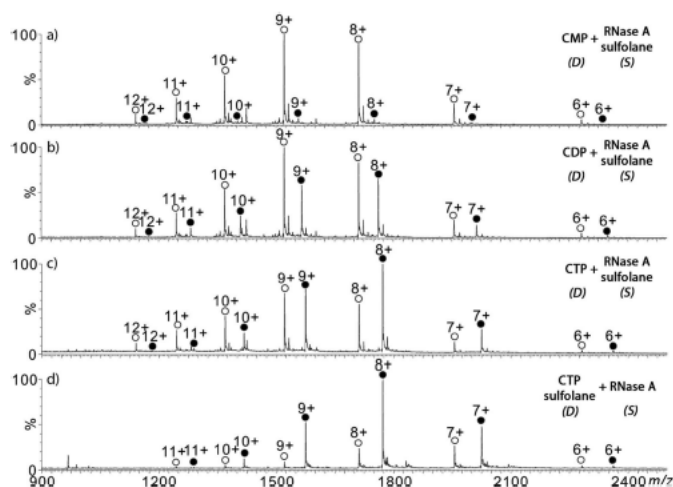 100 a) 9+ 8+ CMP + RNase A
sulfolane
% 12+ 12+ 11+ 11+ 10+ 10+ 9+ 8+ 7+ 7+ 6+ 6+ (D) (S)
0
100 b) 9+ 8+ CDP + RNase A
sulfolane
% 12+ 12+ 11+ 11+ 10+ 10+ 9+ 8+ 7+ 7+ 6+ 6+ (D) (S)
0
100 c) 9+ 9+ 8+ 8+ CTP + RNase A
sulfolane
% 12+ 12+ 11+ 11+ 10+ 10+ 7+ 7+ 6+ 6+ (D) (S)
0
100 d) 8+ CTP + RNase A
sulfolane
% 11+ 11+ 10+ 10+ 9+ 9+ 8+ 7+ 7+ 6+ 6+ (D) (S)
0
900 1200 1500 1800 2100 2400 m/z